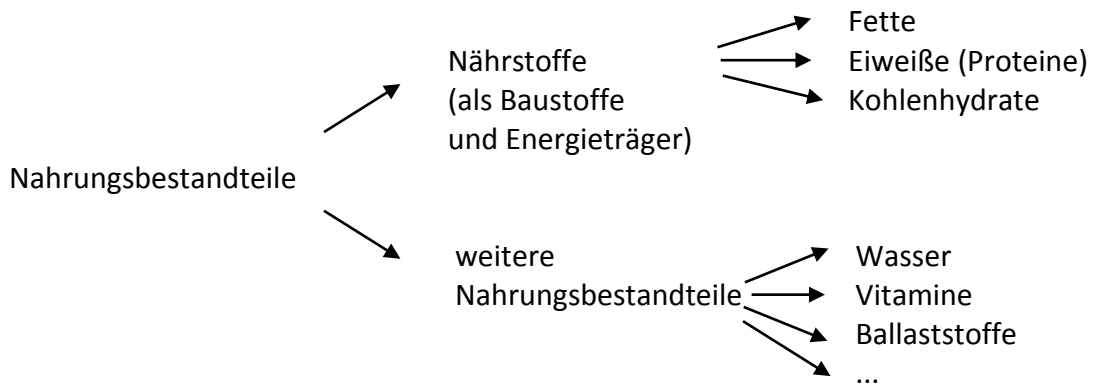 Nahrungsbestandteile
Nährstoffe
(als Baustoffe
und Energieträger)
Fette
Eiweiße (Proteine)
Kohlenhydrate
weitere
Nahrungsbestandteile
Wasser
Vitamine
Ballaststoffe
...